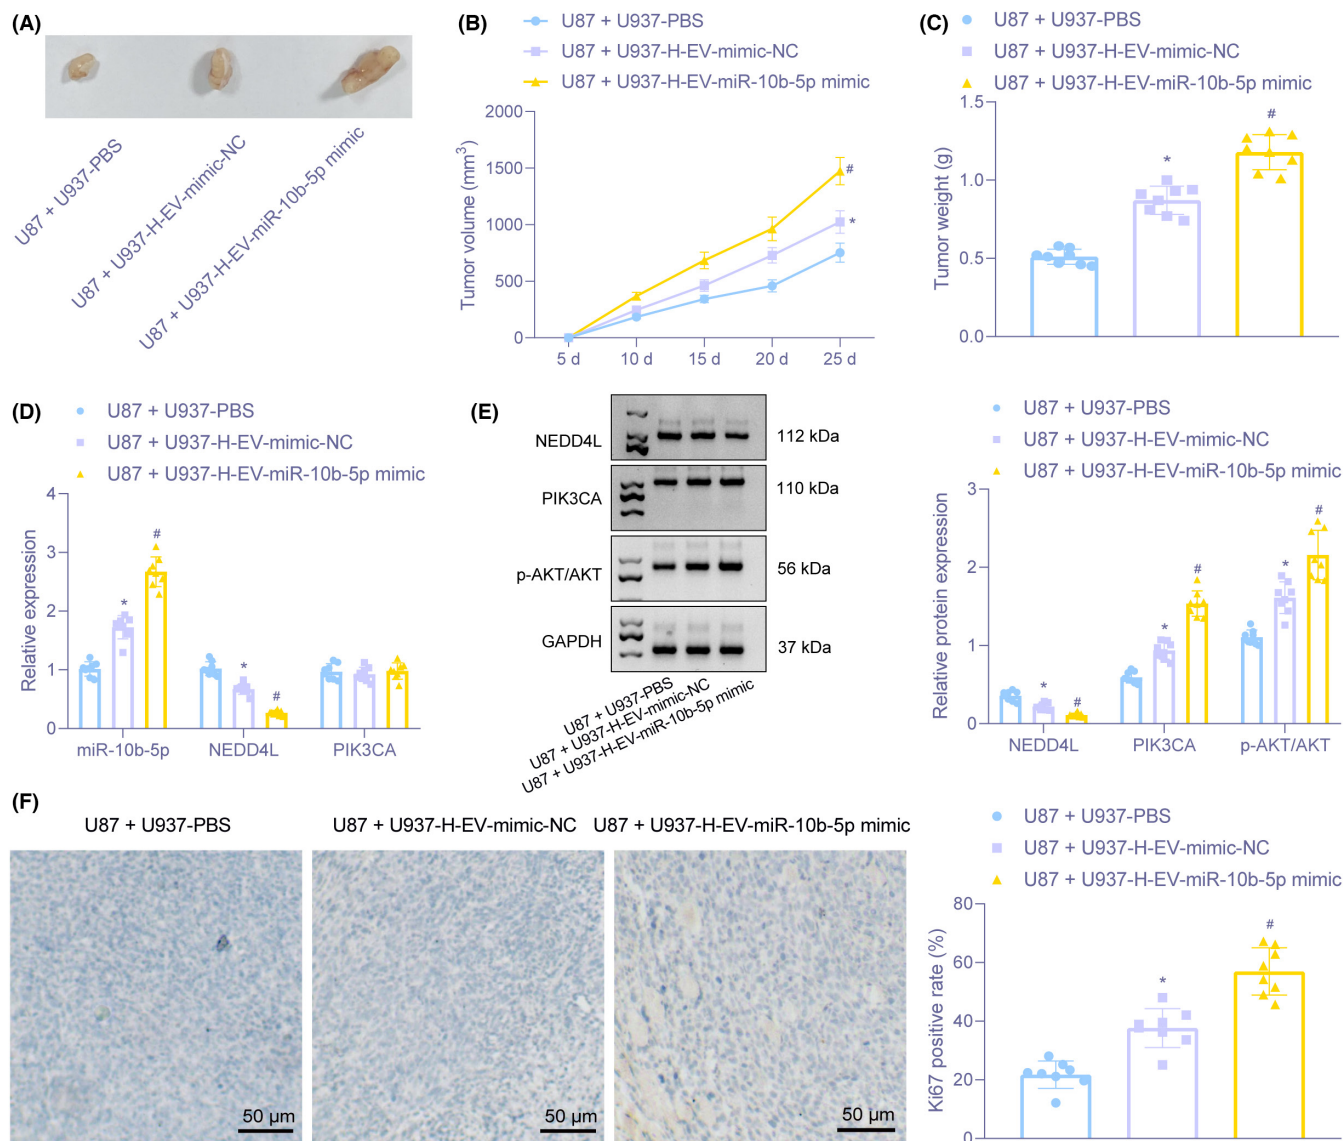 (A)
U87 + U937-PBS
U87 + U937-H-EV-mimic-NC
U87 + U937-H-EV-miR-10b-5p mimic
(B)
U87 + U937-PBS
U87 + U937-H-EV-mimic-NC
U87 + U937-H-EV-miR-10b-5p mimic
Tumor volume (mm³)
2000
1500
1000
500
0
#
*
5 d 10 d 15 d 20 d 25 d
(C)
U87 + U937-PBS
U87 + U937-H-EV-mimic-NC
U87 + U937-H-EV-miR-10b-5p mimic
Tumor weight (g)
1.5
1.0
0.5
0.0
*
#
(D)
U87 + U937-PBS
U87 + U937-H-EV-mimic-NC
U87 + U937-H-EV-miR-10b-5p mimic
Relative expression
4
3
2
1
0
* # * #
miR-10b-5p NEDD4L PIK3CA
(E)
NEDD4L 112 kDa
PIK3CA 110 kDa
p-AKT/AKT 56 kDa
GAPDH 37 kDa
U87 + U937-PBS
U87 + U937-H-EV-mimic-NC
U87 + U937-H-EV-miR-10b-5p mimic
U87 + U937-PBS
U87 + U937-H-EV-mimic-NC
U87 + U937-H-EV-miR-10b-5p mimic
Relative protein expression
3
2
1
0
* # * # * #
NEDD4L PIK3CA p-AKT/AKT
(F)
U87 + U937-PBS U87 + U937-H-EV-mimic-NC U87 + U937-H-EV-miR-10b-5p mimic
50 µm 50 µm 50 µm
U87 + U937-PBS
U87 + U937-H-EV-mimic-NC
U87 + U937-H-EV-miR-10b-5p mimic
Ki67 positive rate (%)
80
60
40
20
0
*
#